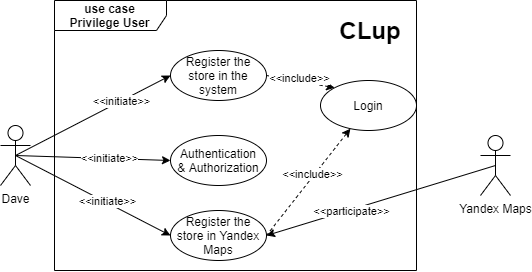 use case
Privilege User
CLup
Register the
store in the
system
<<include>>
<<initiate>>
Login
Authentication
& Authorization
<<initiate>>
<<include>>
Dave
<<initiate>>
Register the
store in Yandex
Maps
<<participate>>
Yandex Maps